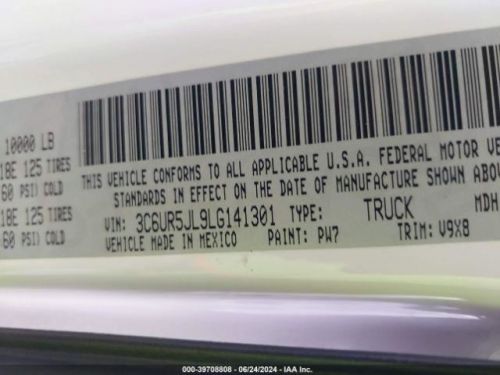 10000 LB
18E 125 TIRES
60 PSI) COLD
18E 125 TIRES
60 PSI) COLD
THIS VEHICLE CONFORMS TO ALL APPLICABLE U.S.A. FEDERAL MOTOR VEH
STANDARDS IN EFFECT ON THE DATE OF MANUFACTURE SHOWN ABOVE
VIN: 3C6UR5JL9LG141301 TYPE: TRUCK MDH
VEHICLE MADE IN MEXICO PAINT: PW7 TRIM: V9X8
000-39708808 - 06/24/2024 - IAA Inc.